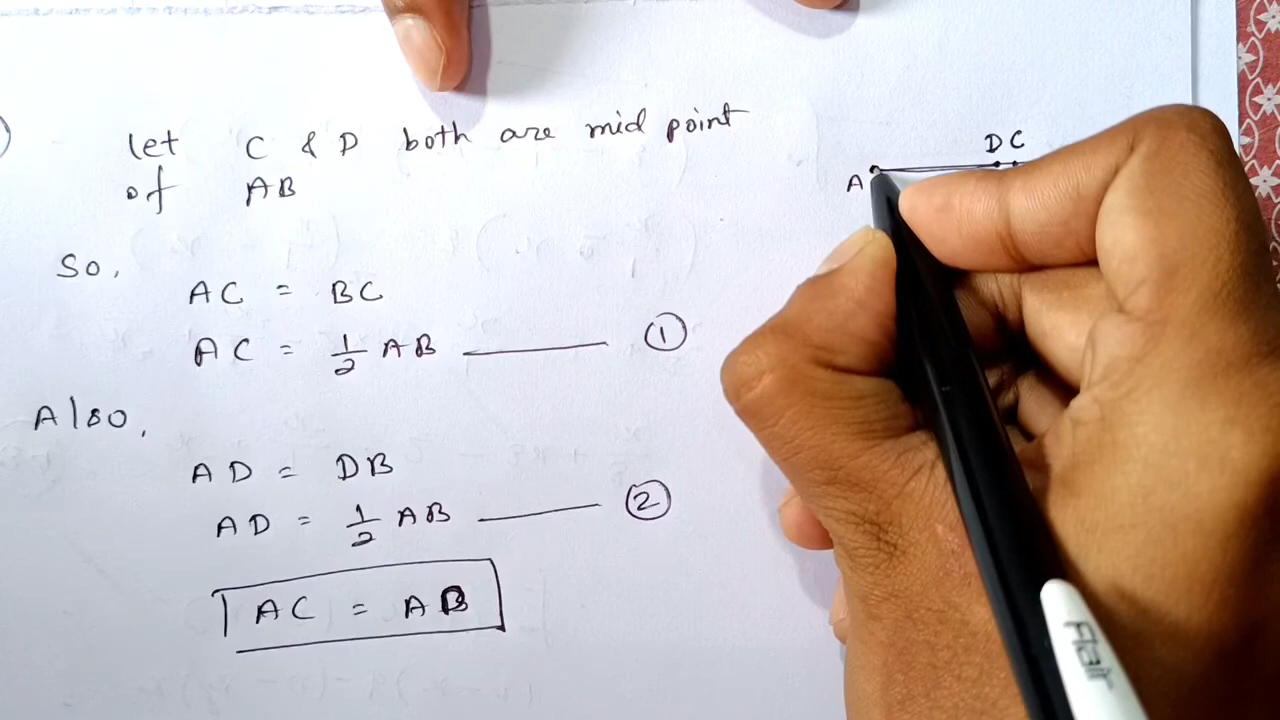 Let C & D both are mid point
of AB
So,
AC = BC
AC = 1/2 AB ——— ①
Also,
AD = DB
AD = 1/2 AB ——— ②
AC = AB
D C
A
Flair